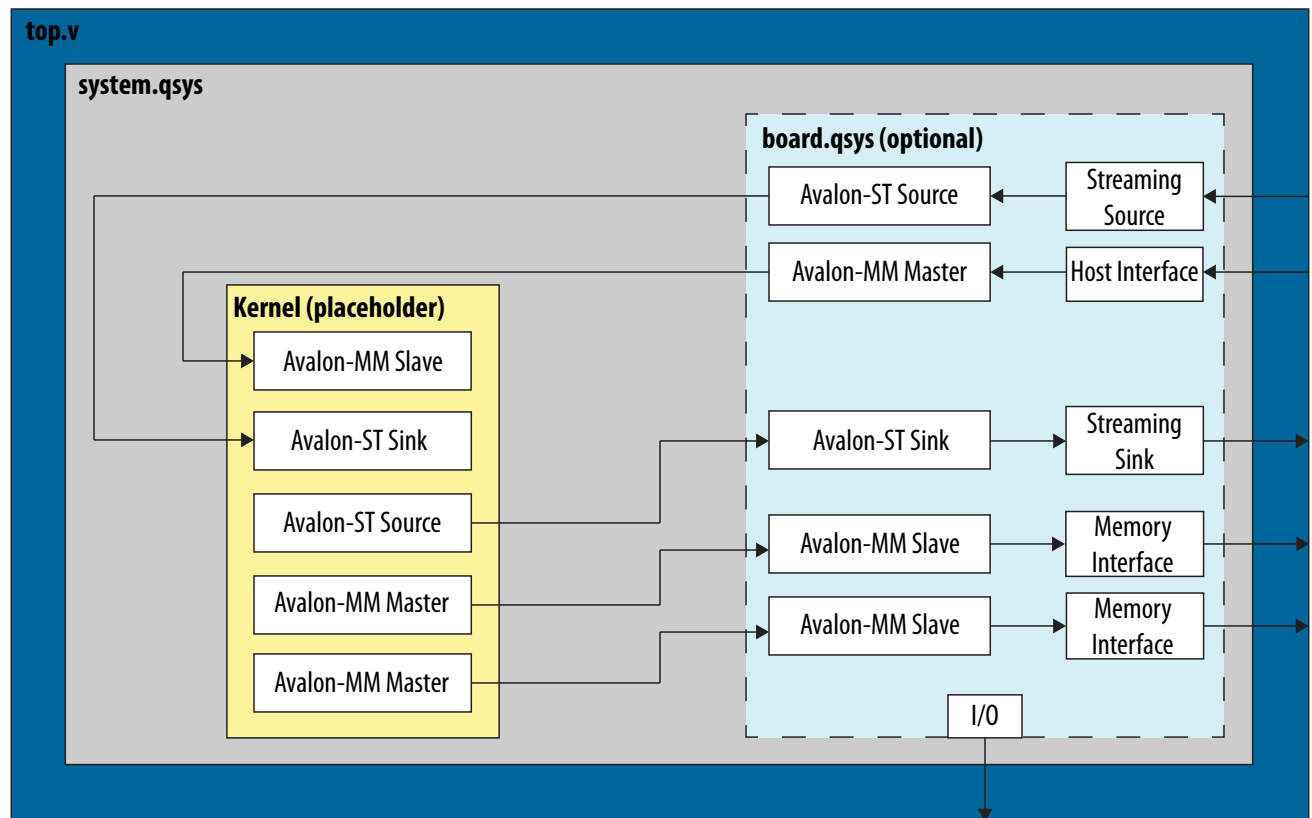 top.v
system.qsys
board.qsys (optional)
Avalon-ST Source
Streaming
Source
Avalon-MM Master
Host Interface
Kernel (placeholder)
Avalon-MM Slave
Avalon-ST Sink
Avalon-ST Source
Avalon-MM Master
Avalon-MM Master
Avalon-ST Sink
Streaming
Sink
Avalon-MM Slave
Memory
Interface
Avalon-MM Slave
Memory
Interface
I/O